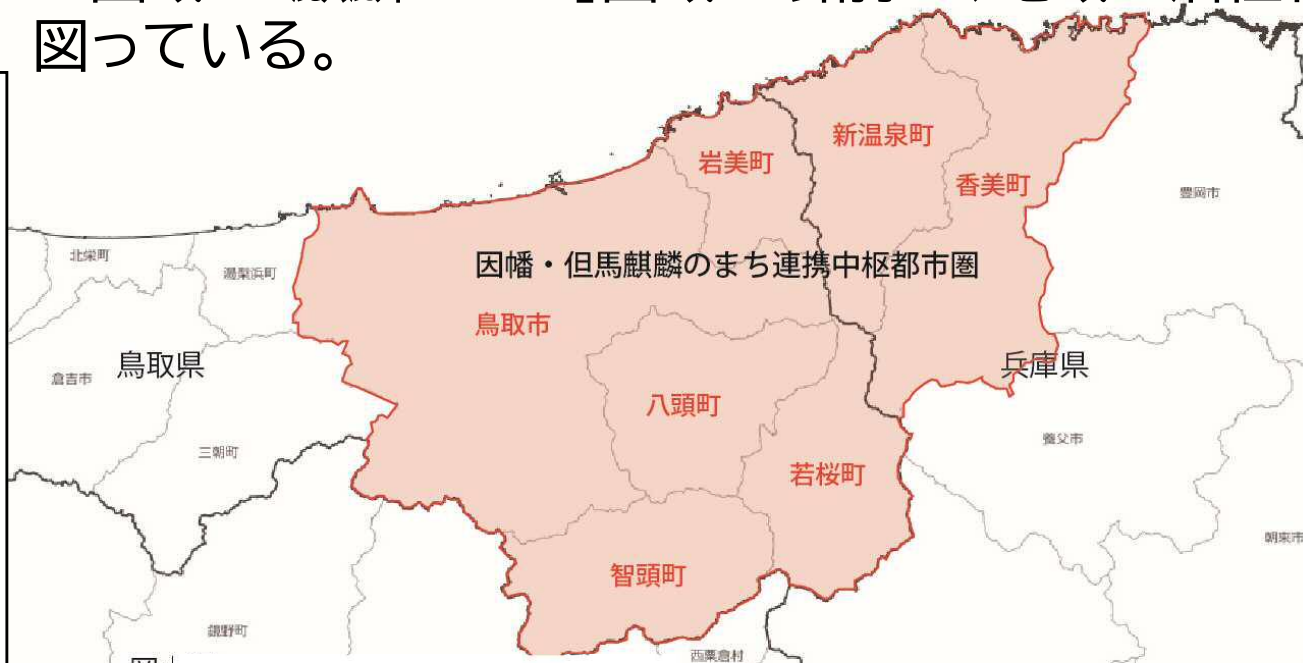 図っている。
新温泉町
岩美町
香美町
豊岡市
北栄町
湯梨浜町
因幡・但馬麒麟のまち連携中枢都市圏
鳥取市
鳥取県
兵庫県
倉吉市
八頭町
養父市
三朝町
若桜町
朝来市
智頭町
鏡野町
西粟倉村